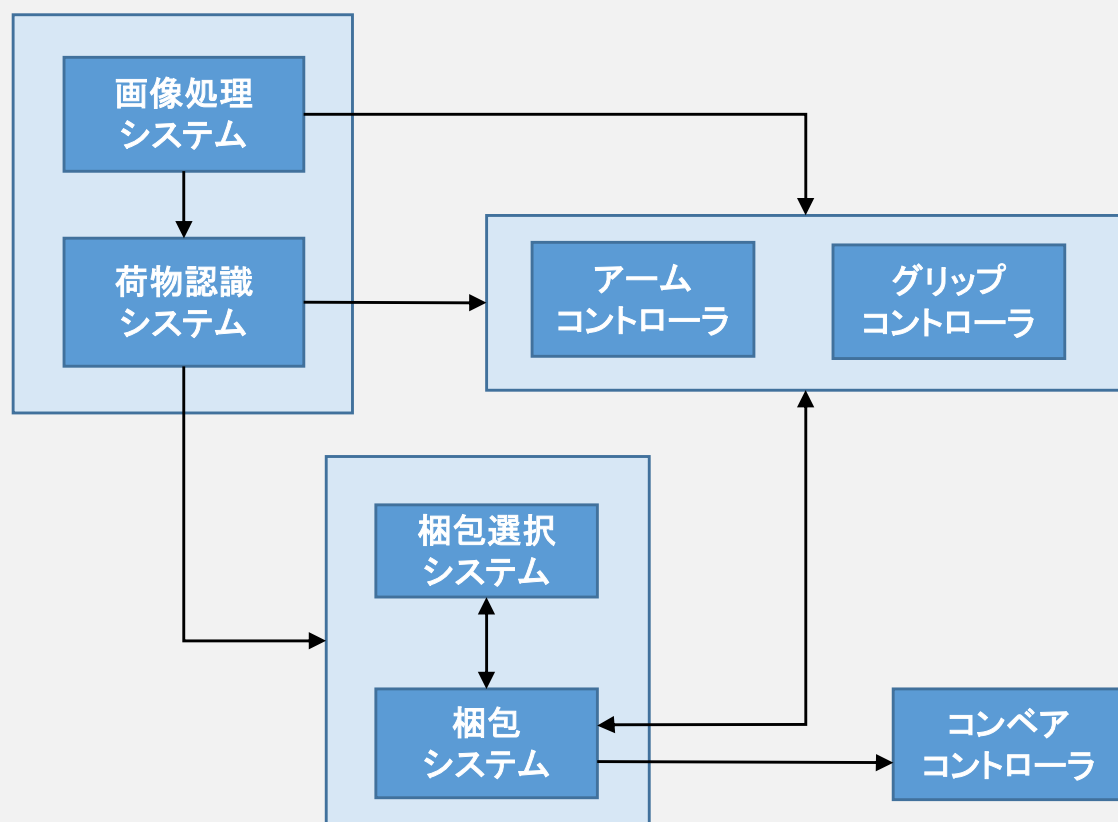 画像処理
システム
荷物認識
システム
アーム
コントローラ
グリップ
コントローラ
梱包選択
システム
梱包
システム
コンベア
コントローラ